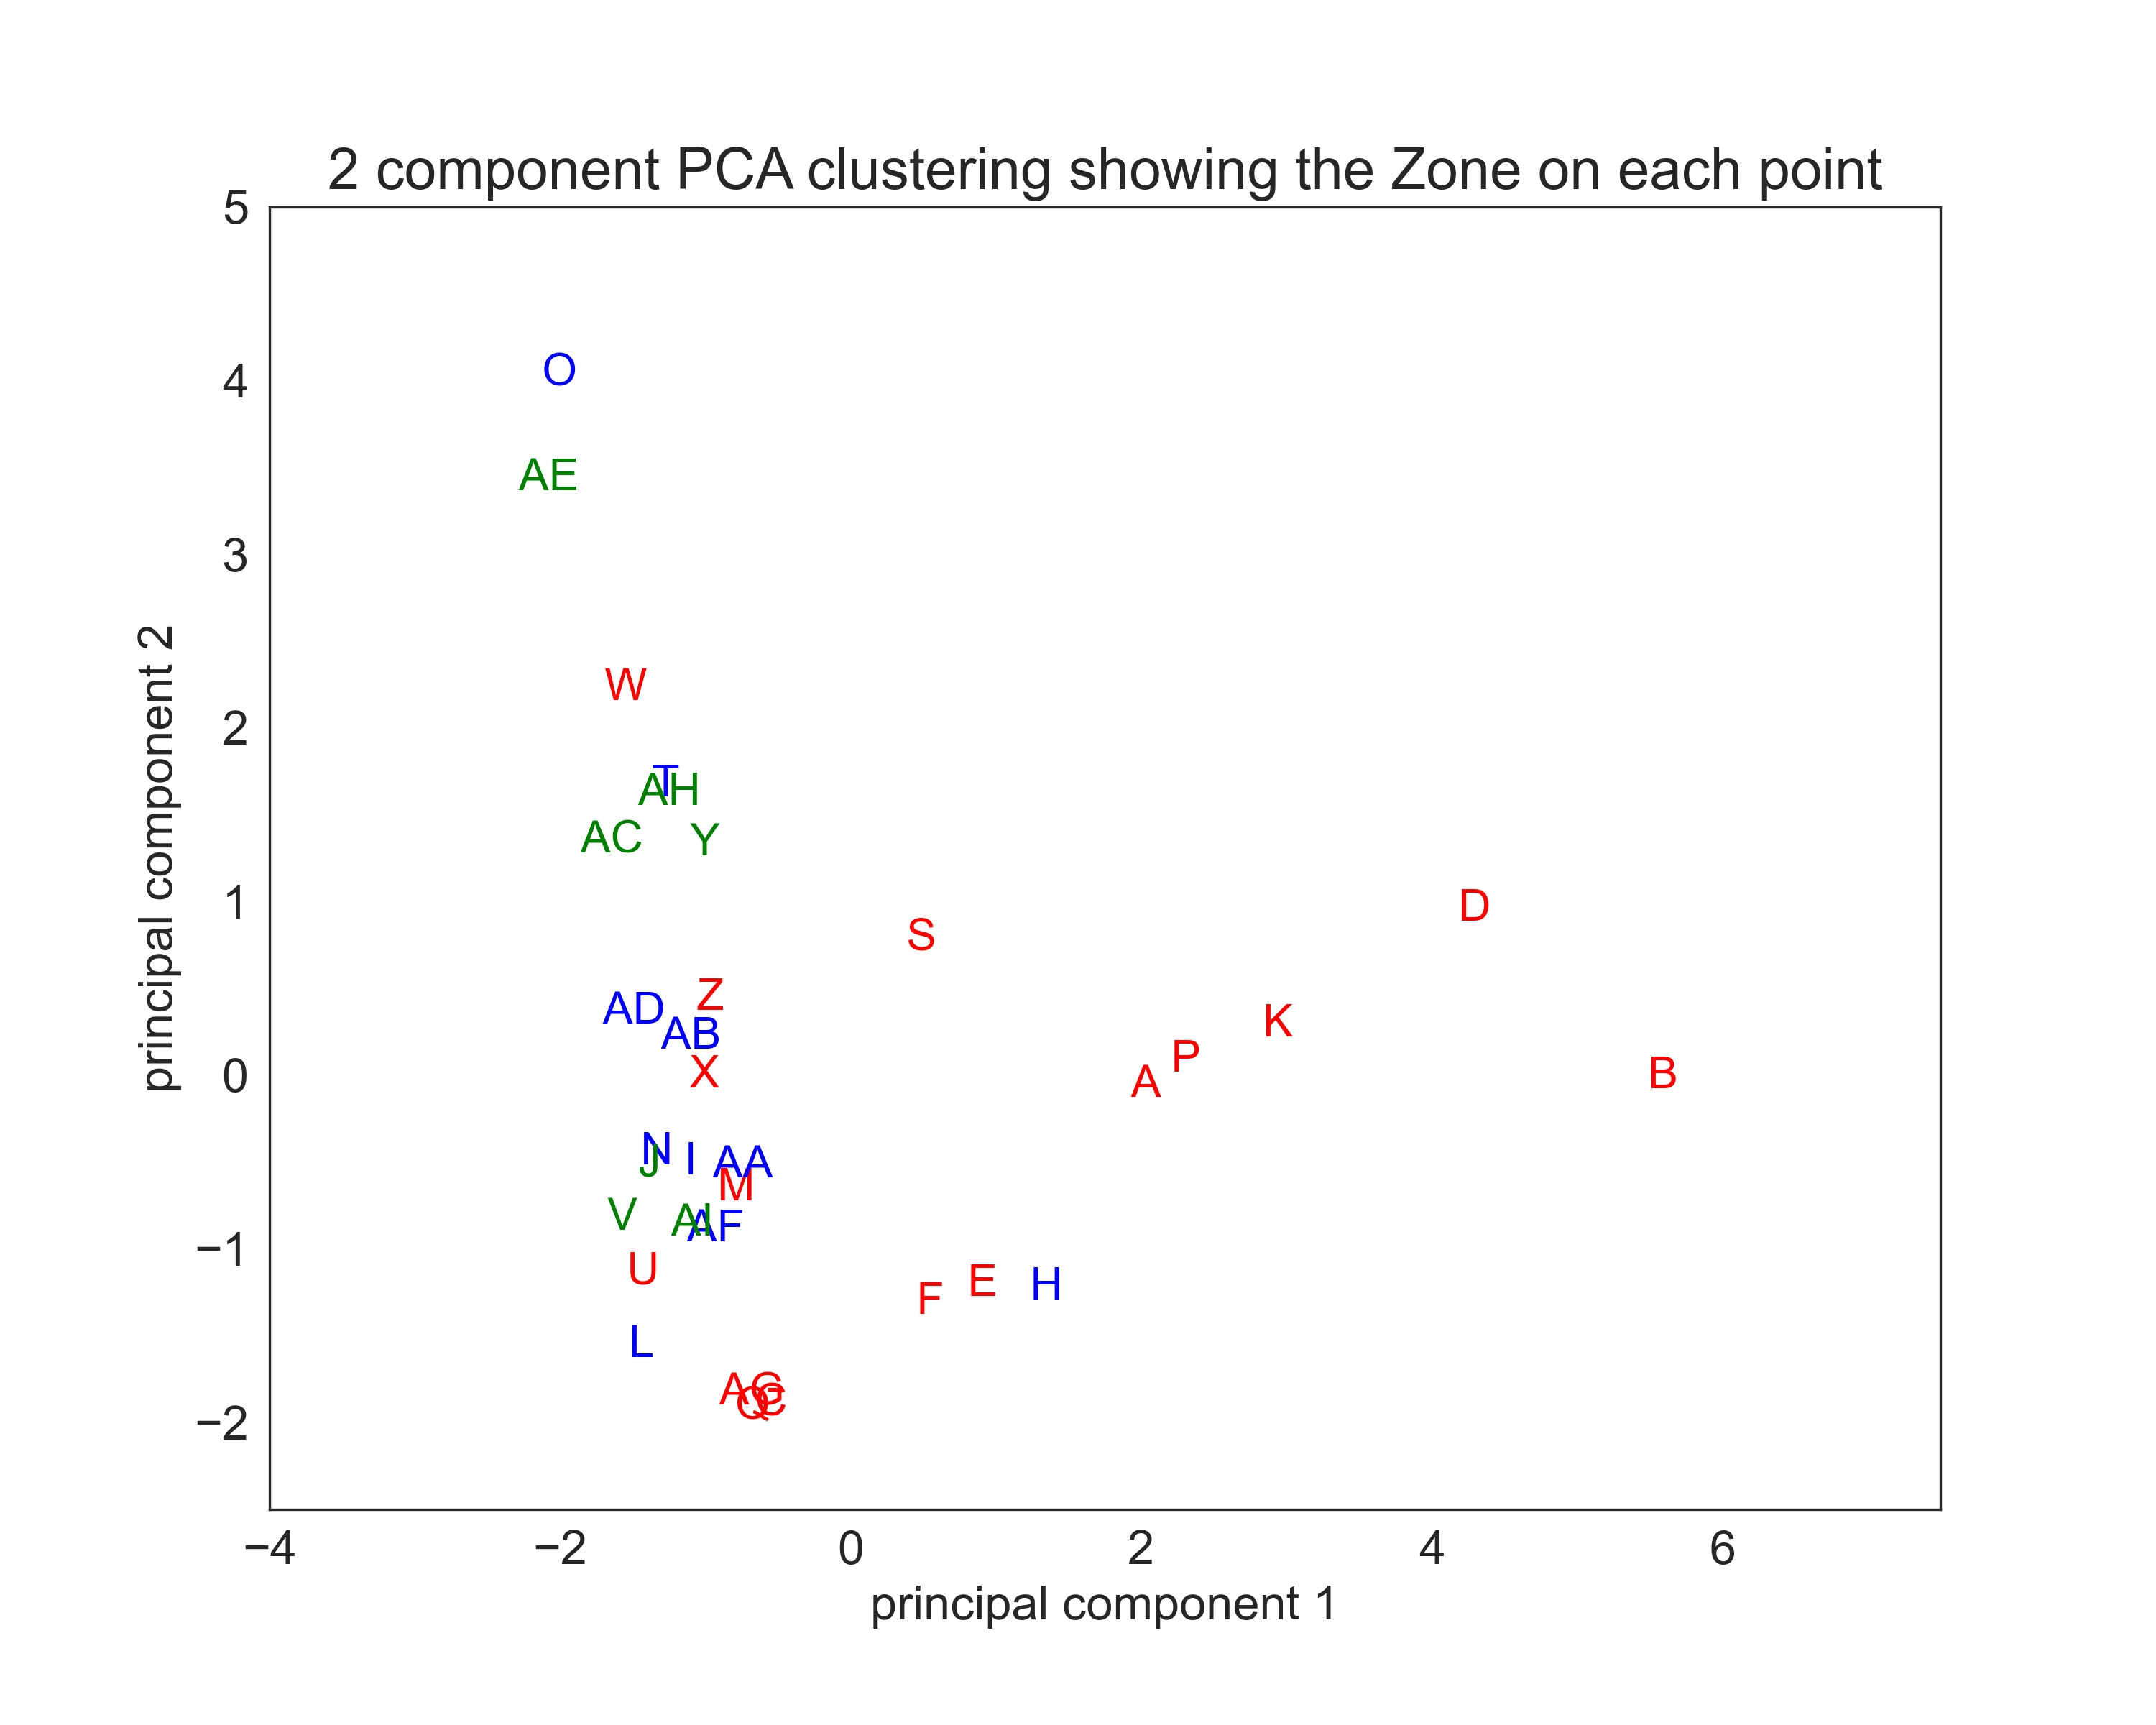 2 component PCA clustering showing the Zone on each point
5
O
4
AE
3
W
2
T
AH
AC
Y
1
D
S
Z
AD
K
AB
P
X
0
A
B
N
J
I
AA
M
V
AI
AF
−1
U
E
H
F
L
AG
C
Q
−2
−4
−2
0
2
4
6
principal component 1
principal component 2